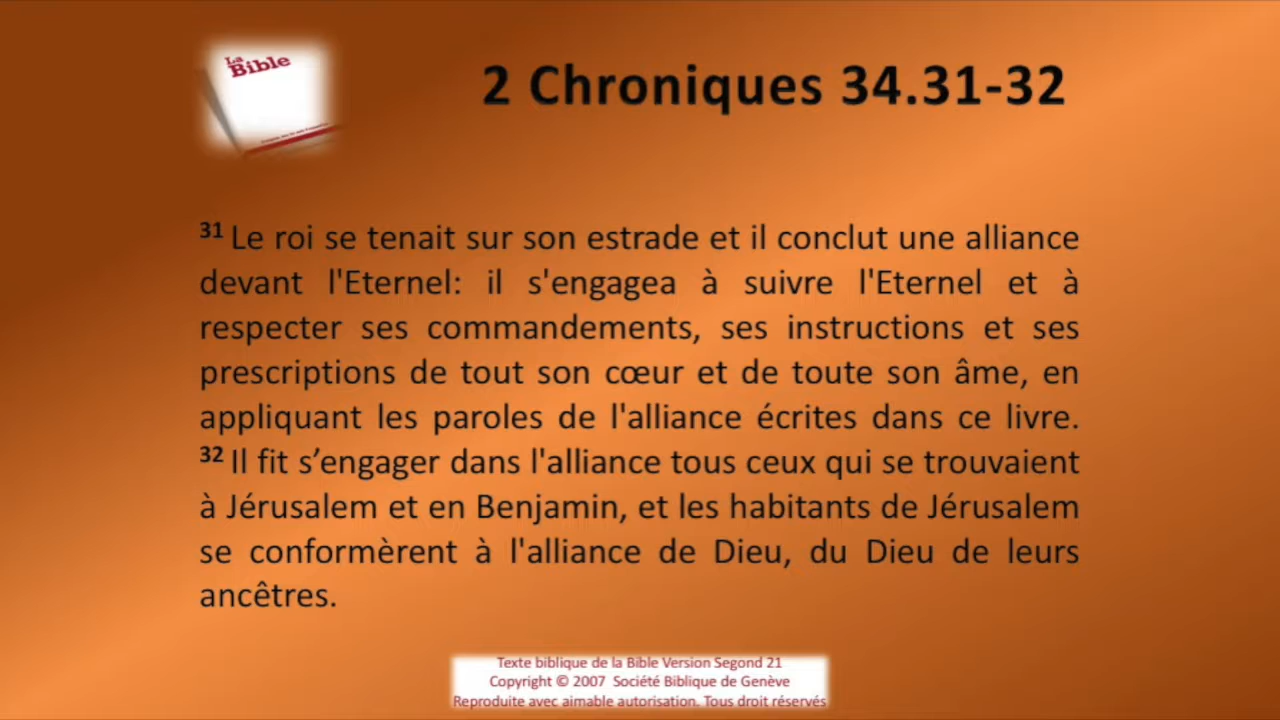 La
Bible
2 Chroniques 34.31-32
31 Le roi se tenait sur son estrade et il conclut une alliance
devant l'Eternel: il s'engagea à suivre l'Eternel et à
respecter ses commandements, ses instructions et ses
prescriptions de tout son cœur et de toute son âme, en
appliquant les paroles de l'alliance écrites dans ce livre.
32 Il fit s’engager dans l'alliance tous ceux qui se trouvaient
à Jérusalem et en Benjamin, et les habitants de Jérusalem
se conformèrent à l'alliance de Dieu, du Dieu de leurs
ancêtres.
Texte biblique de la Bible Version Segond 21
Copyright © 2007 Société Biblique de Genève
Reproduite avec aimable autorisation. Tous droit réservés